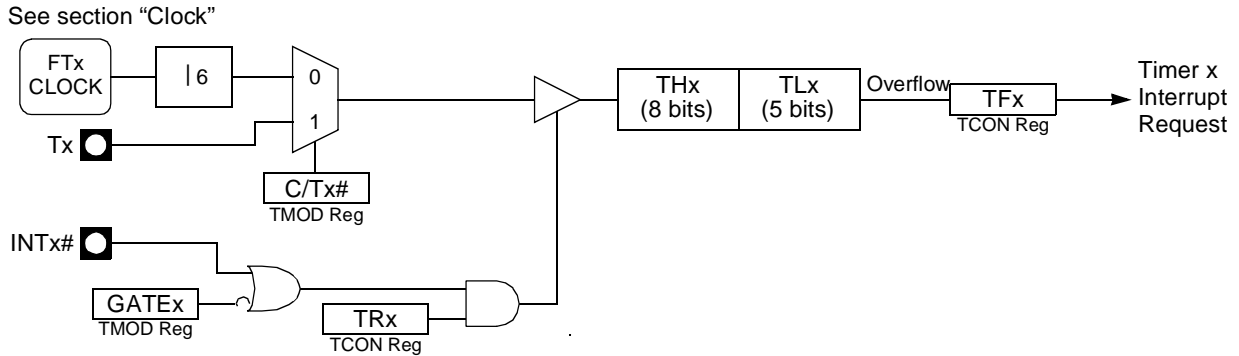 See section “Clock”
FTx
CLOCK
| 6
0
1
Tx
C/Tx#
TMOD Reg
THx
(8 bits)
TLx
(5 bits)
Overflow
TFx
TCON Reg
Timer x
Interrupt
Request
INTx#
GATEx
TMOD Reg
TRx
TCON Reg